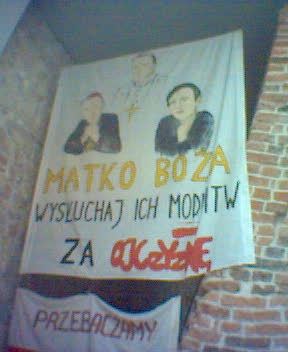 MATKO BOŻA
WYSŁUCHAJ ICH MODLITW
ZA OJCZYZNĘ
PRZEBACZAMY